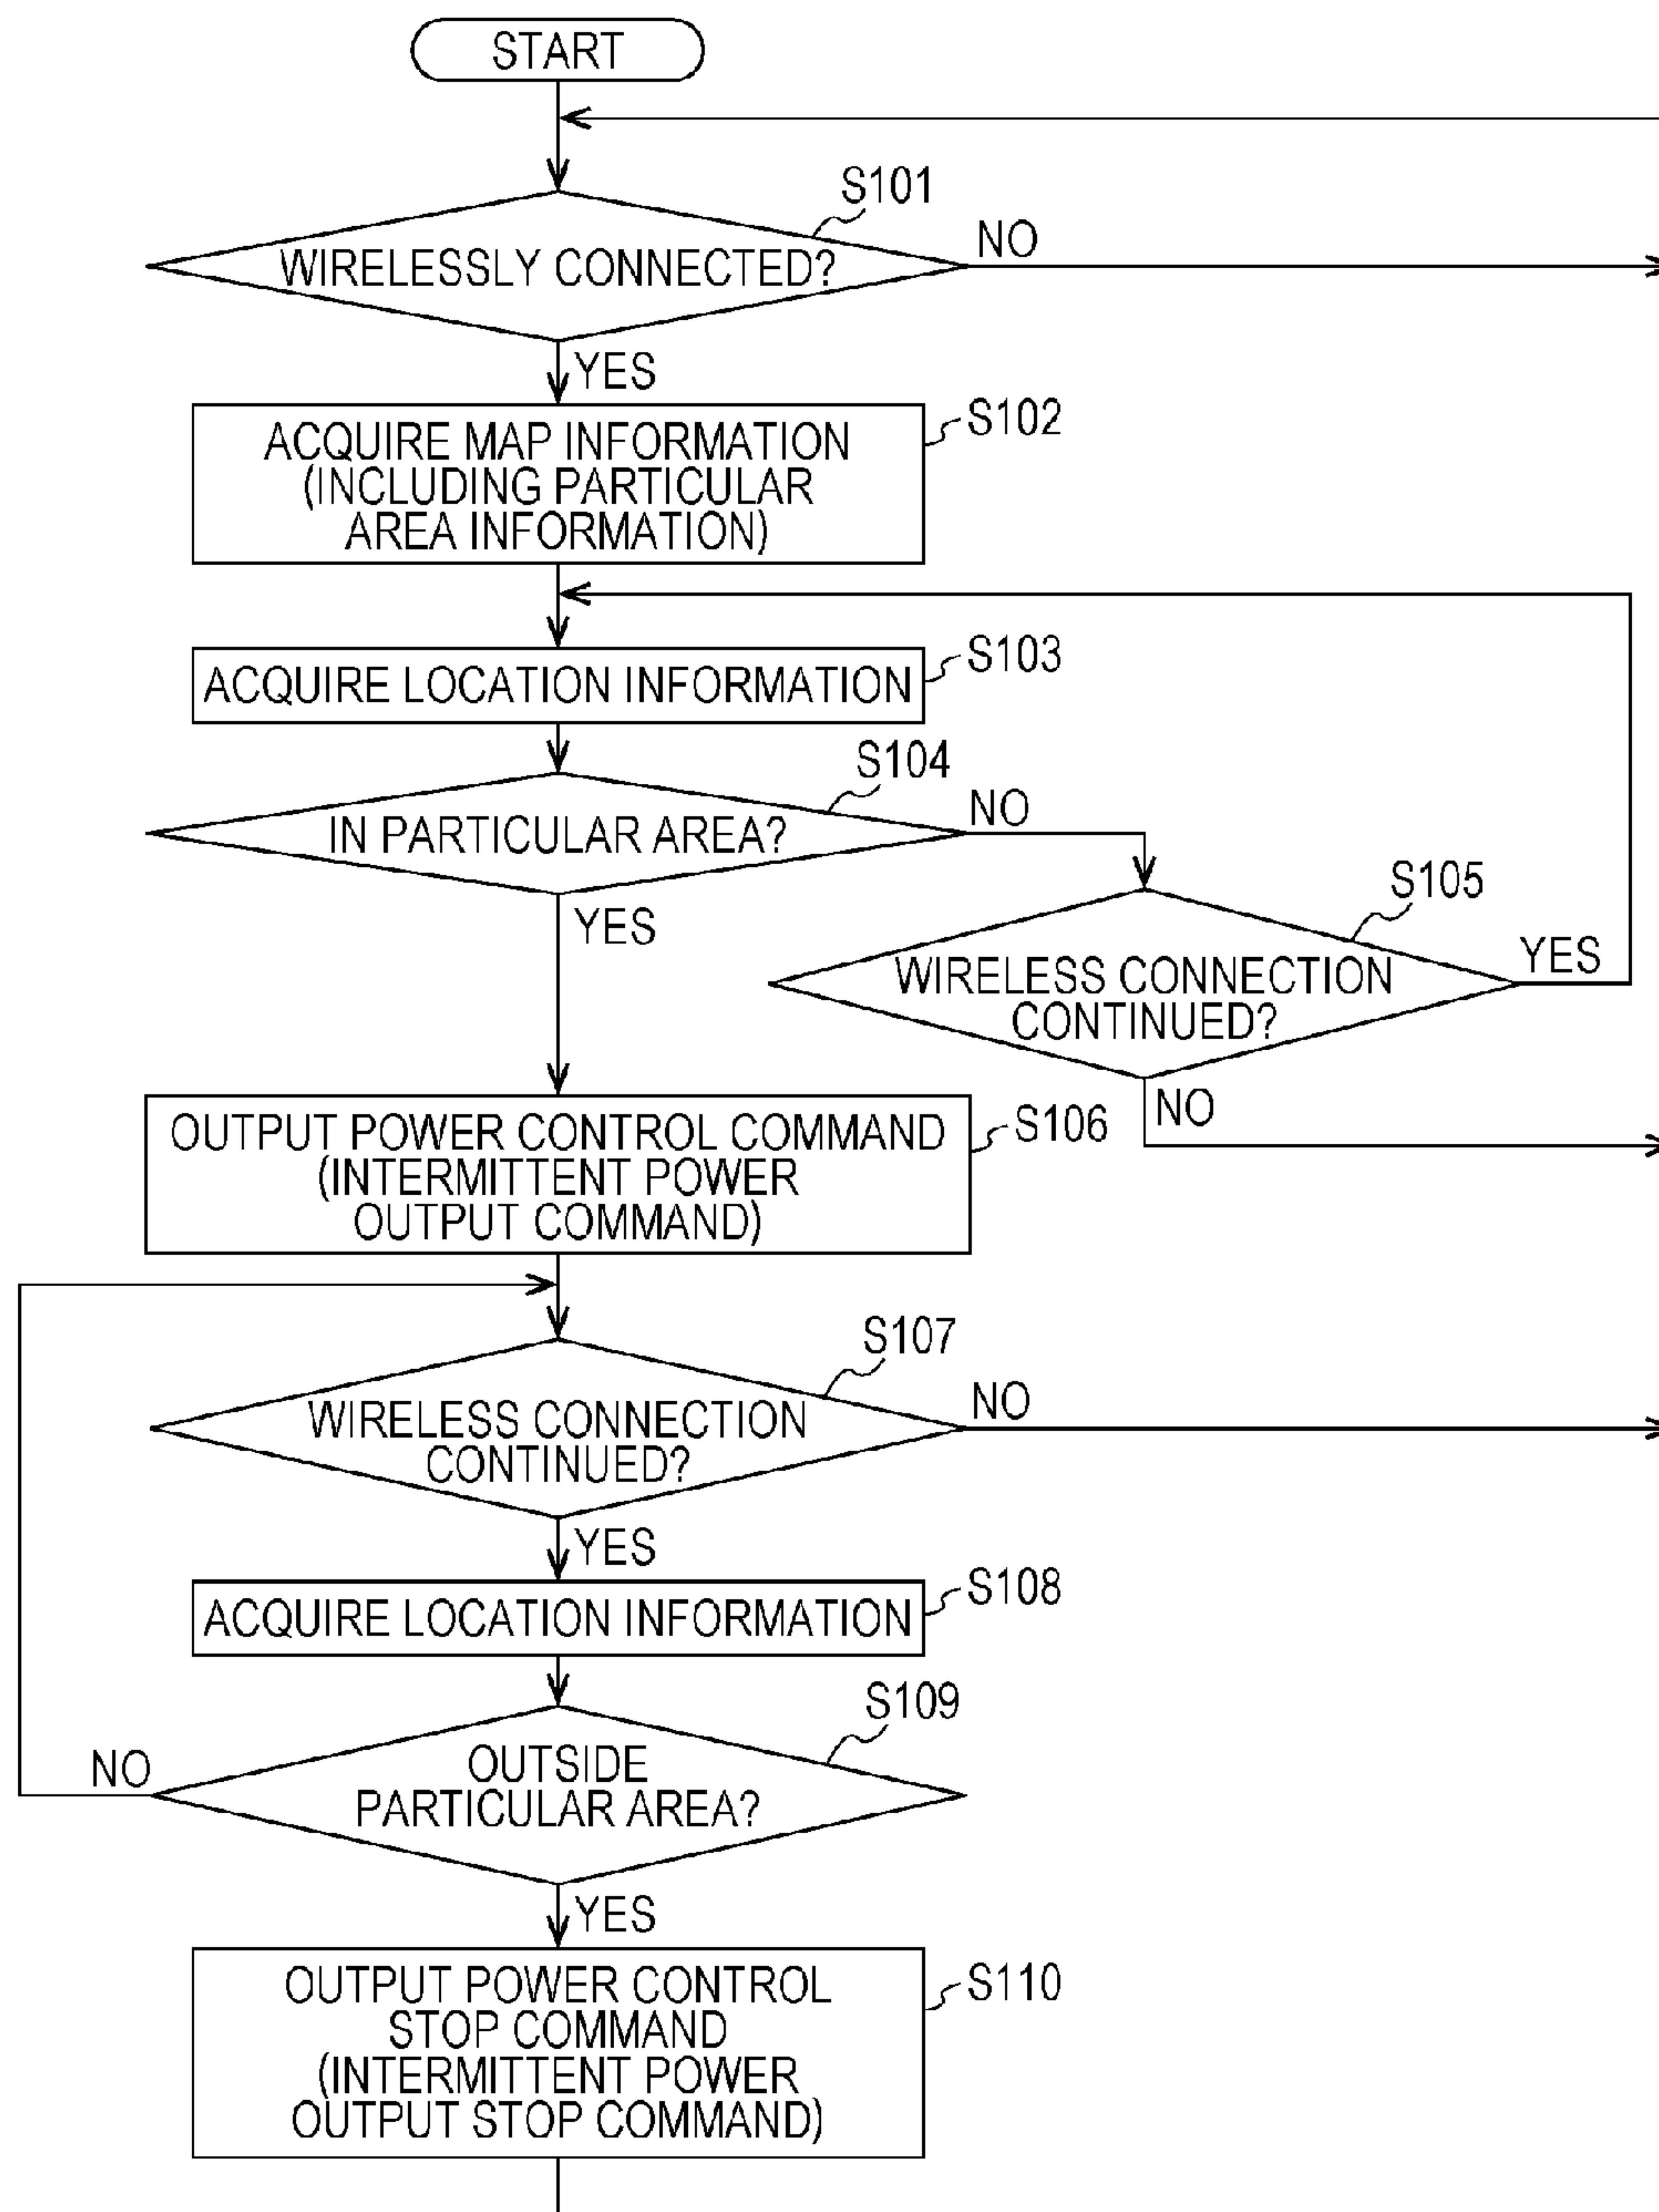 START
S101
WIRELESSLY CONNECTED?
NO
YES
S102
ACQUIRE MAP INFORMATION
(INCLUDING PARTICULAR
AREA INFORMATION)
S103
ACQUIRE LOCATION INFORMATION
S104
IN PARTICULAR AREA?
NO
YES
S105
WIRELESS CONNECTION
CONTINUED?
YES
NO
S106
OUTPUT POWER CONTROL COMMAND
(INTERMITTENT POWER
OUTPUT COMMAND)
S107
WIRELESS CONNECTION
CONTINUED?
NO
YES
S108
ACQUIRE LOCATION INFORMATION
S109
OUTSIDE
PARTICULAR AREA?
NO
YES
S110
OUTPUT POWER CONTROL
STOP COMMAND
(INTERMITTENT POWER
OUTPUT STOP COMMAND)